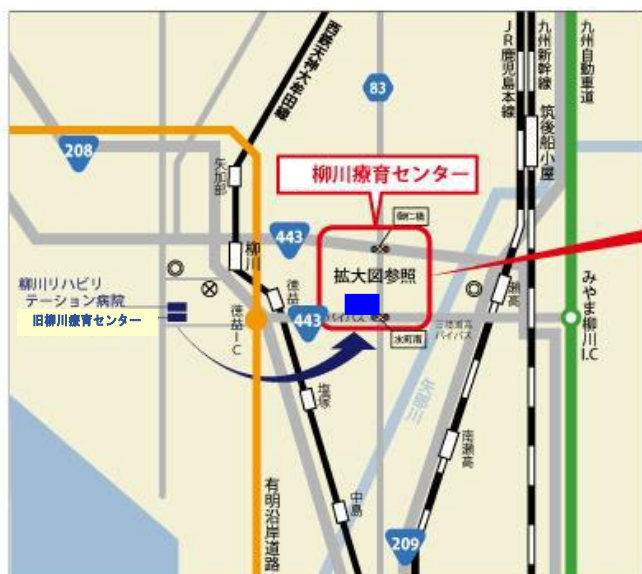 西鉄天神大牟田線
83
JR鹿児島本線
九州新幹線
九州自動車道
筑後船小屋
208
矢加部
柳川療育センター
御仁橋
443
柳川
拡大図参照
瀬高
みやま柳川I.C
柳川リハビリ
テーション病院
旧柳川療育センター
徳益
徳益IC
443
バイパス
三橋瀬高
バイパス
水町南
塩塚
南瀬高
中島
有明沿岸道路
209